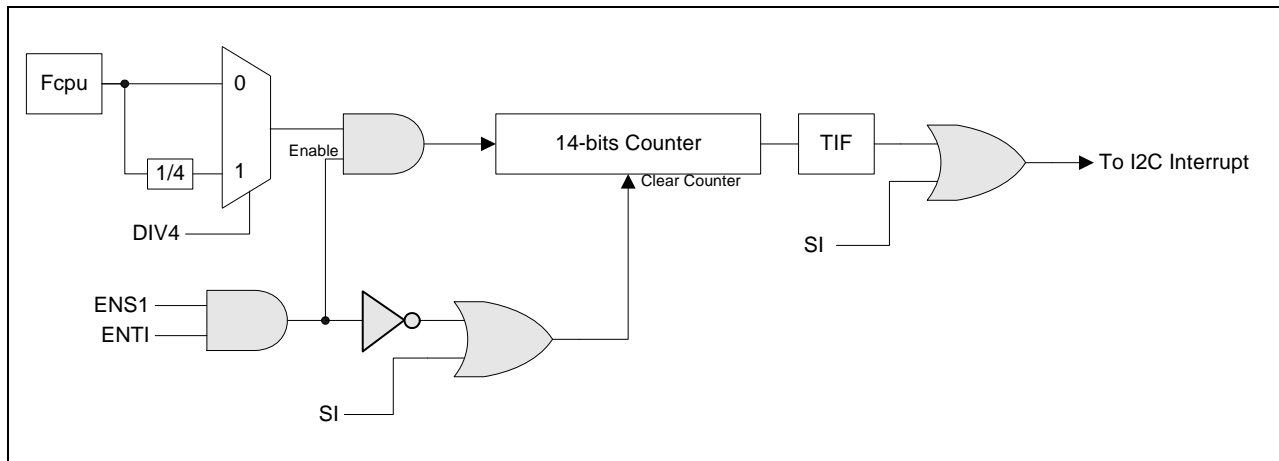 Fcpu
0
1/4
1
Enable
14-bits Counter
TIF
Clear Counter
To I2C Interrupt
DIV4
SI
ENS1
ENTI
SI